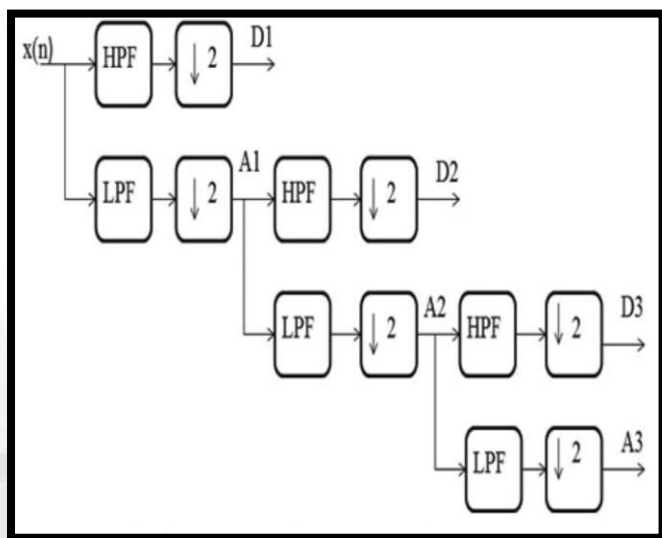 x(n) HPF ↓ 2 D1
LPF ↓ 2 A1 HPF ↓ 2 D2
LPF ↓ 2 A2 HPF ↓ 2 D3
LPF ↓ 2 A3